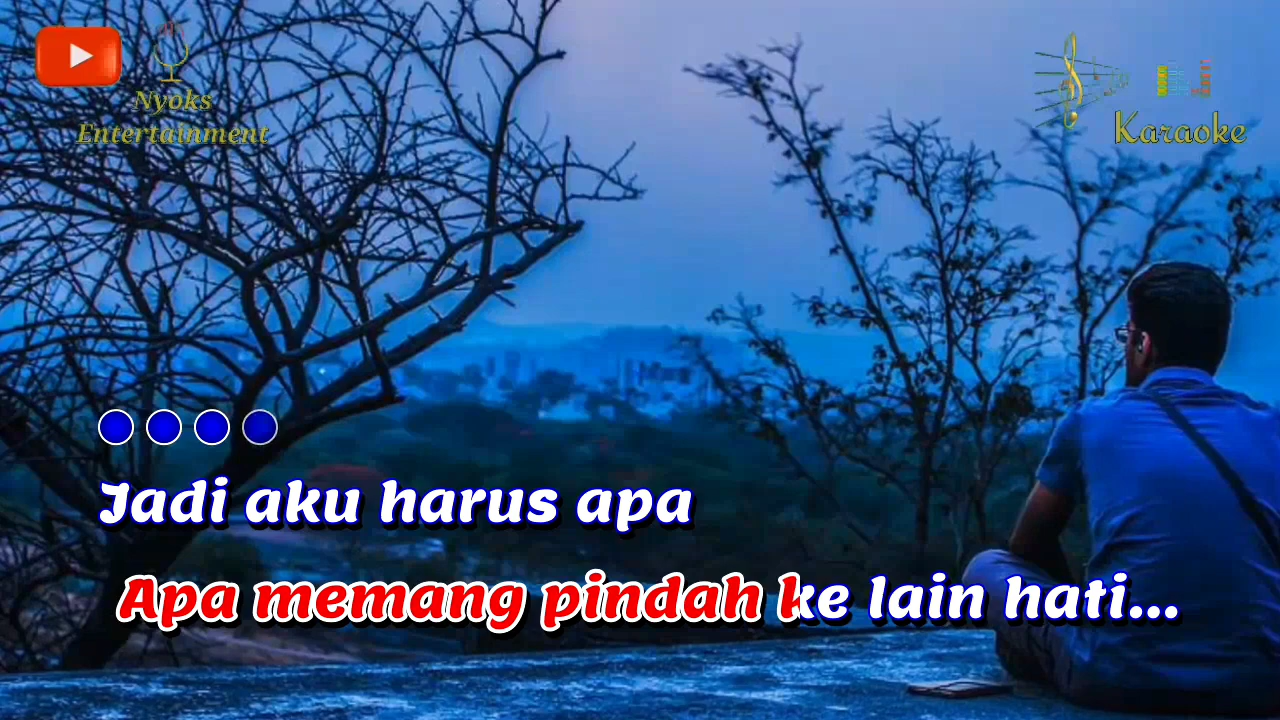 Nyoks
Entertainment
Karaoke
Jadi aku harus apa
Apa memang pindah ke lain hati...